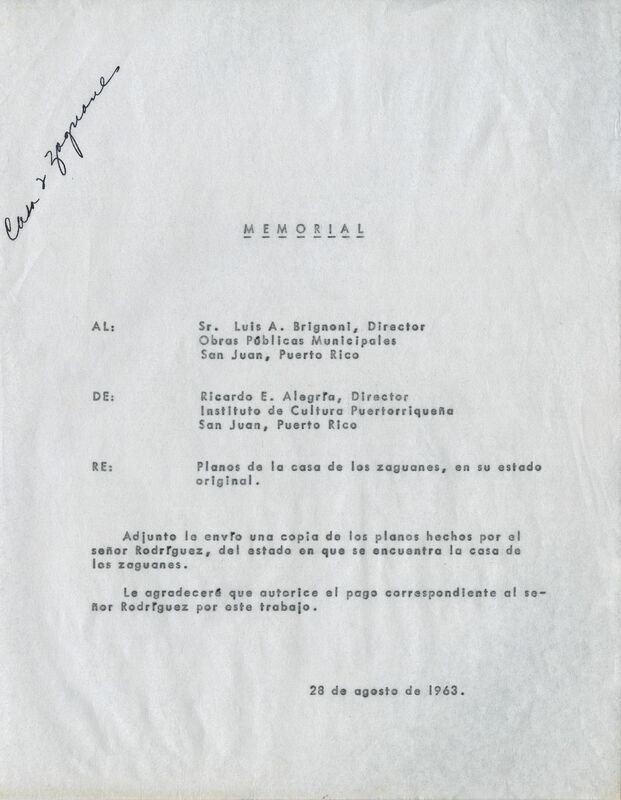 Casa 2 Zaguanes
MEMORIAL
AL: Sr. Luis A. Brignoni, Director
Obras Públicas Municipales
San Juan, Puerto Rico
DE: Ricardo E. Alegría, Director
Instituto de Cultura Puertorriqueña
San Juan, Puerto Rico
RE: Planos de la casa de los zaguanes, en su estado
original.
Adjunto le envío una copia de los planos hechos por el
señor Rodríguez, del estado en que se encuentra la casa de
los zaguanes.
Le agradeceré que autorice el pago correspondiente al se-
ñor Rodríguez por este trabajo.
28 de agosto de 1963.